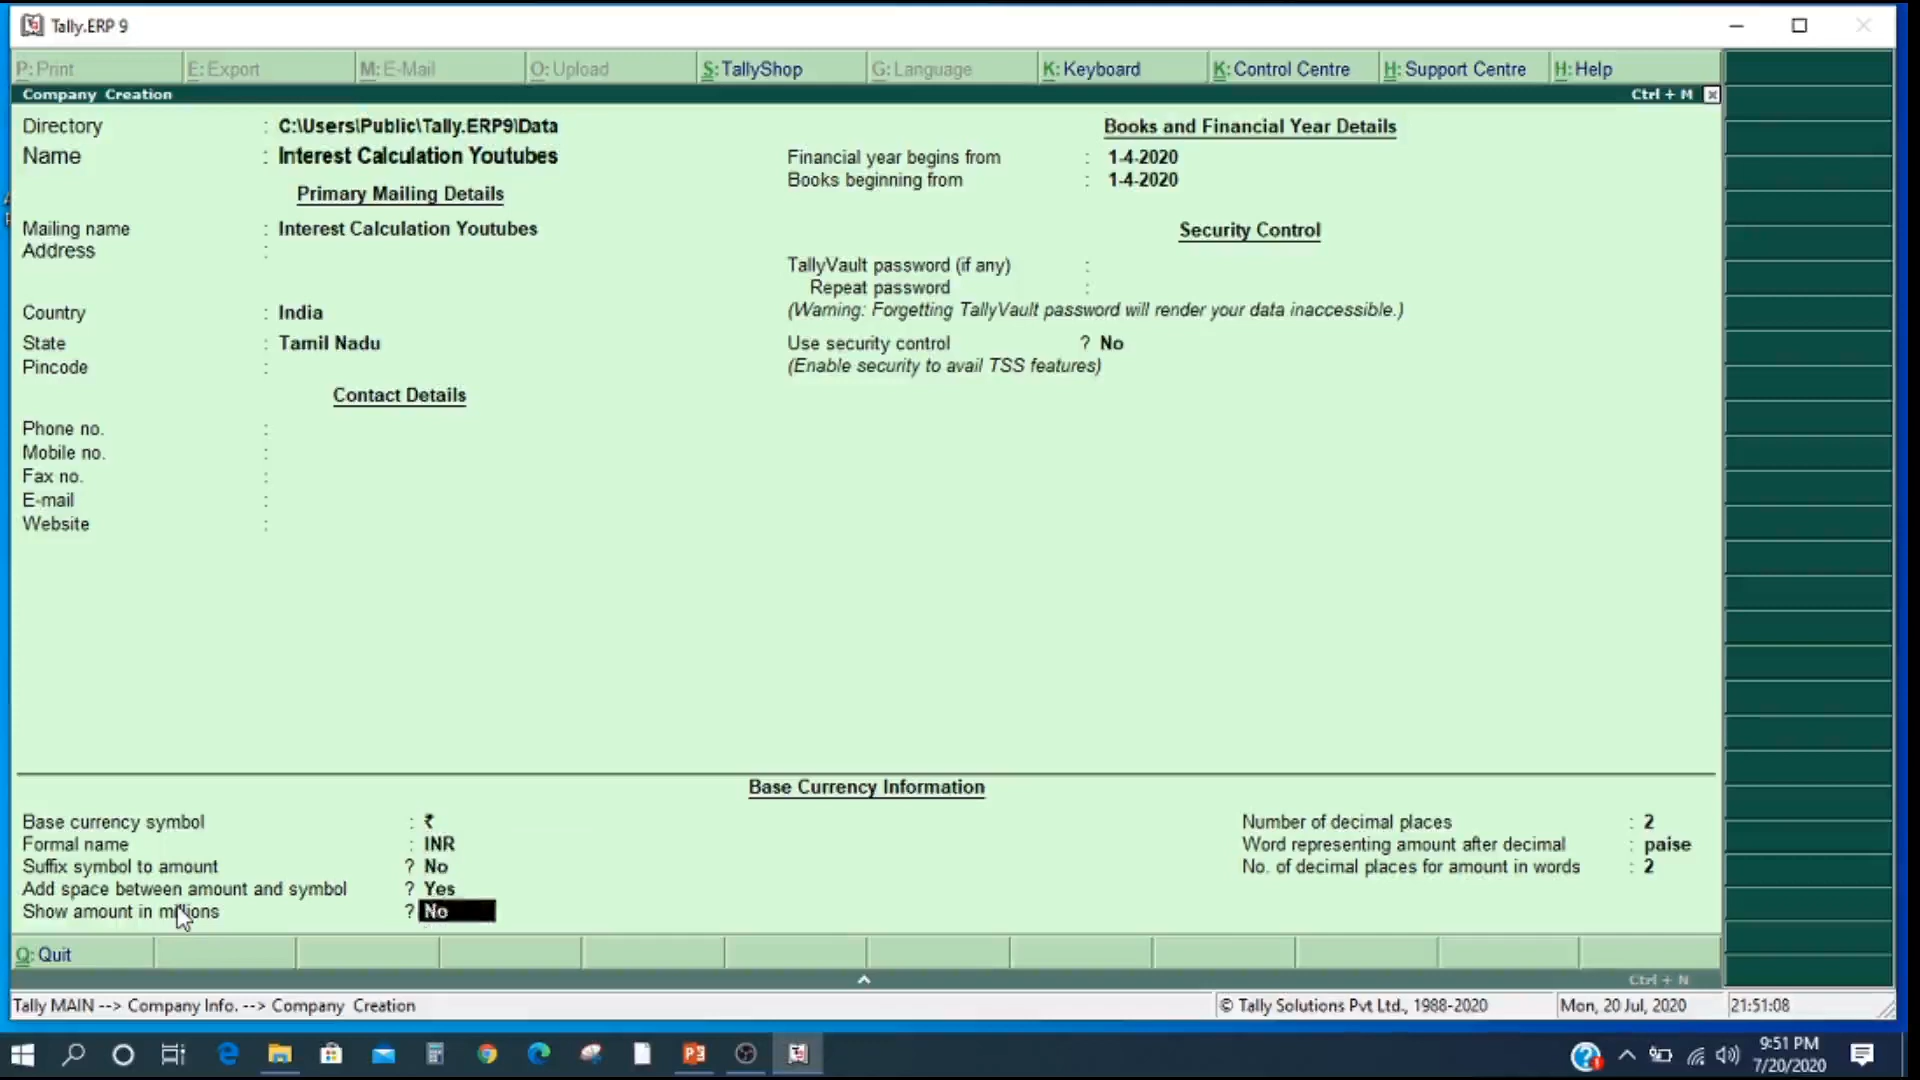 Tally.ERP 9
P: Print E: Export M: E-Mail O: Upload S: TallyShop G: Language K: Keyboard K: Control Centre H: Support Centre H: Help
Company Creation Ctrl + M
Directory : C:\Users\Public\Tally.ERP9\Data
Name : Interest Calculation Youtubes
Primary Mailing Details
Mailing name : Interest Calculation Youtubes
Address :
Country : India
State : Tamil Nadu
Pincode :
Contact Details
Phone no. :
Mobile no. :
Fax no. :
E-mail :
Website :
Books and Financial Year Details
Financial year begins from : 1-4-2020
Books beginning from : 1-4-2020
Security Control
TallyVault password (if any) :
Repeat password :
(Warning: Forgetting TallyVault password will render your data inaccessible.)
Use security control ? No
(Enable security to avail TSS features)
Base Currency Information
Base currency symbol : ₹
Formal name : INR
Suffix symbol to amount ? No
Add space between amount and symbol ? Yes
Show amount in millions ? No
Number of decimal places : 2
Word representing amount after decimal : paise
No. of decimal places for amount in words : 2
Q: Quit
Ctrl + N
Tally MAIN --> Company Info. --> Company Creation © Tally Solutions Pvt Ltd., 1988-2020 Mon, 20 Jul, 2020 21:51:08
9:51 PM
7/20/2020